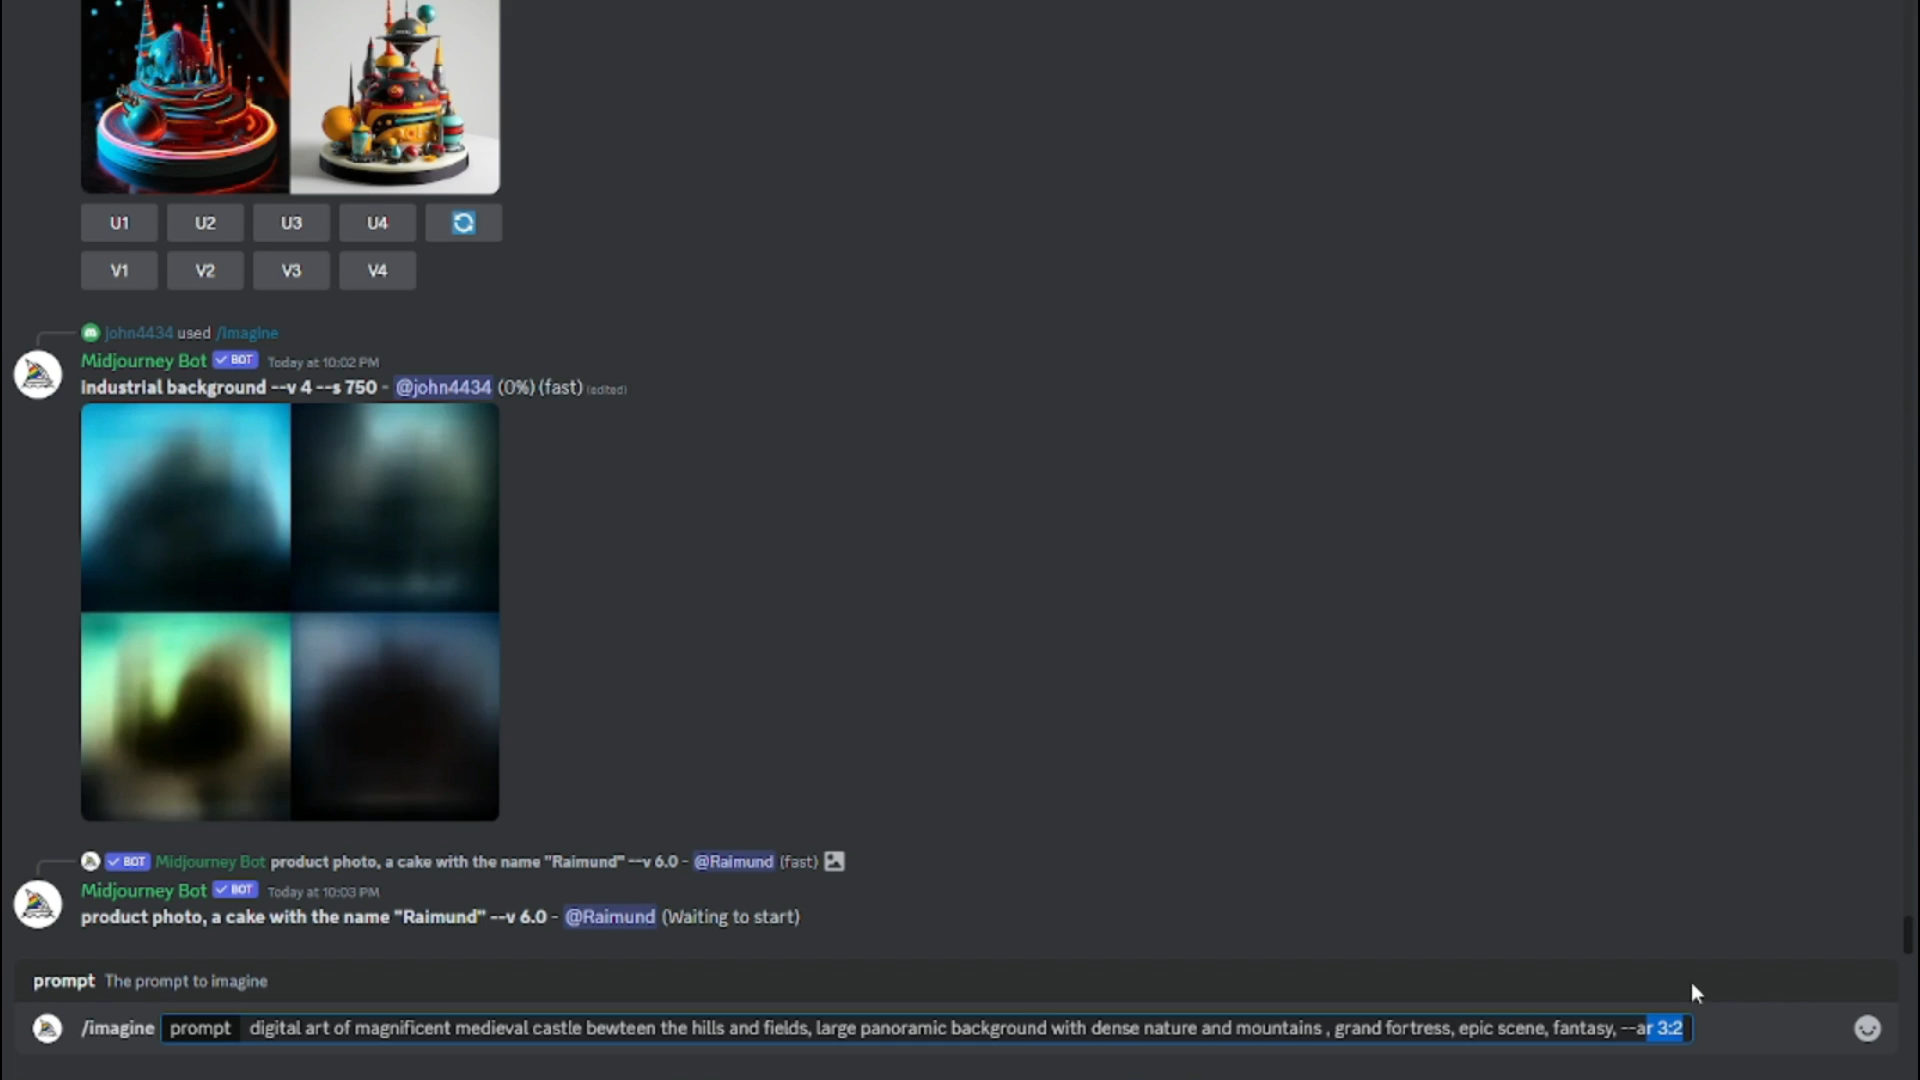 U1 U2 U3 U4
V1 V2 V3 V4
john4434 used /imagine
Midjourney Bot ✓ BOT Today at 10:02 PM
industrial background --v 4 --s 750 - @john4434 (0%) (fast) (edited)
✓ BOT Midjourney Bot product photo, a cake with the name "Raimund" --v 6.0 - @Raimund (fast)
Midjourney Bot ✓ BOT Today at 10:03 PM
product photo, a cake with the name "Raimund" --v 6.0 - @Raimund (Waiting to start)
prompt The prompt to imagine
/imagine prompt digital art of magnificent medieval castle bewteen the hills and fields, large panoramic background with dense nature and mountains , grand fortress, epic scene, fantasy, --ar 3:2